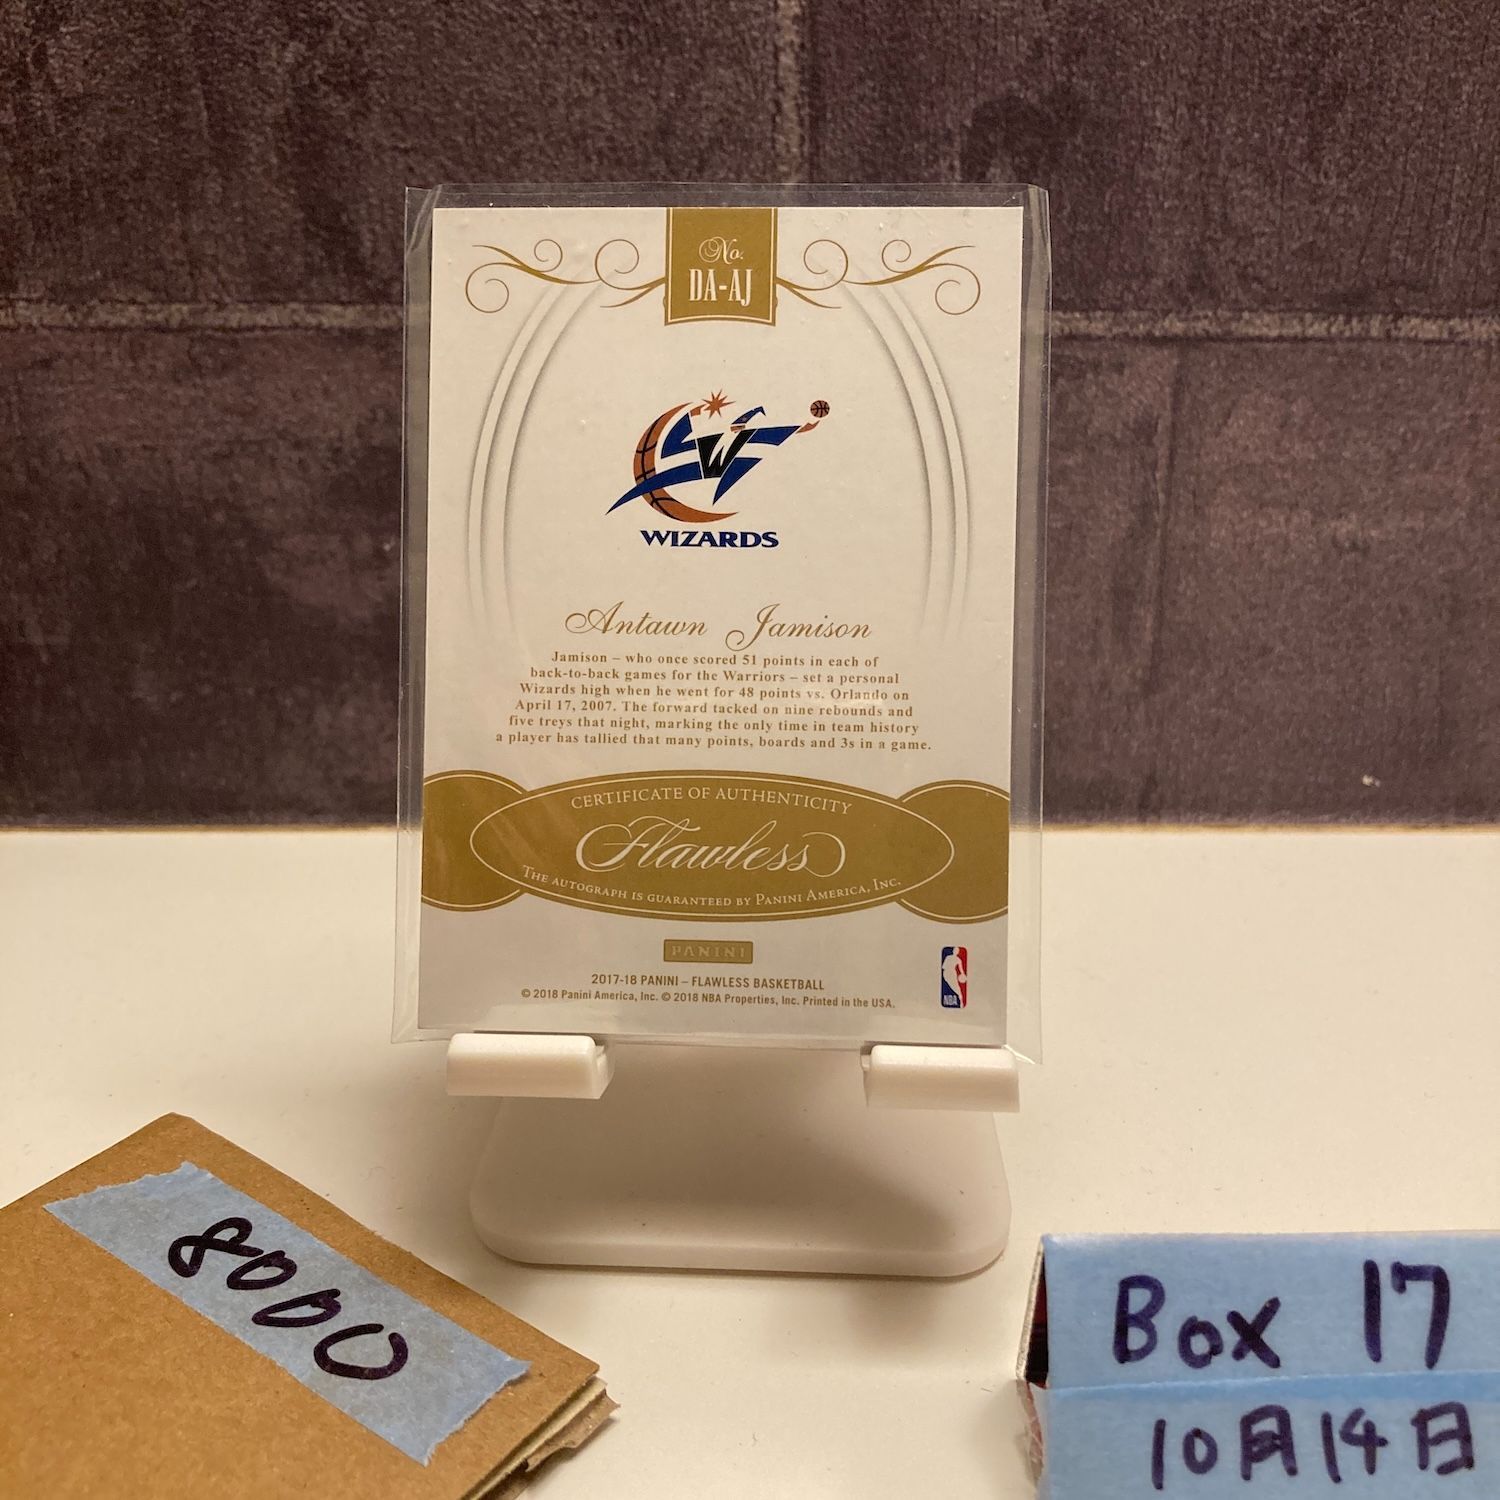 No.
DA-AJ
W
WIZARDS
Antawn Jamison
Jamison – who once scored 51 points in each of
back-to-back games for the Warriors – set a personal
Wizards high when he went for 48 points vs. Orlando on
April 17, 2007. The forward tacked on nine rebounds and
five treys that night, marking the only time in team history
a player has tallied that many points, boards and 3s in a game.
CERTIFICATE OF AUTHENTICITY
Flawless
THE AUTOGRAPH IS GUARANTEED BY PANINI AMERICA, INC.
PANINI
2017-18 PANINI – FLAWLESS BASKETBALL
© 2018 Panini America, Inc. © 2018 NBA Properties, Inc. Printed in the USA.
NBA
8000
Box 17
10月14日